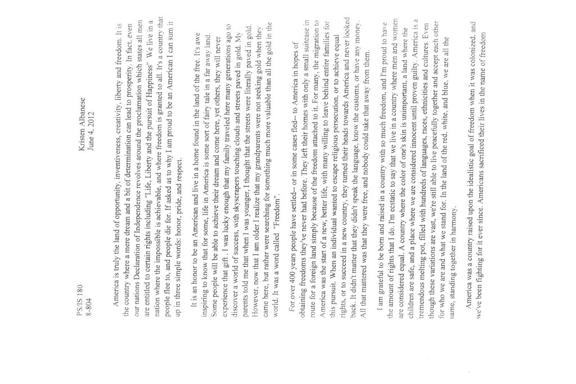 PS/IS 180
8-804
Kristen Albanese
June 4, 2012
America is truly the land of opportunity, inventiveness, creativity, liberty and freedom. It is
the country where a mere dream and a bit of determination can lead to prosperity. In fact, even
our nations Declaration of Independence revolves around the proclamation which states all men
are entitled to certain rights including "Life, Liberty and the pursuit of Happiness" We live in a
nation where the impossible is achievable, and where freedom is granted to all. It's a country that
people flee to, and people die for. If asked as to why I am proud to be an American I can sum it
up in three simple words: honor, pride, and respect.
It is an honor to be an American and live in a home found in the land of the free. It's awe
inspiring to know that for some, life in America is some sort of fairy tale in a far away land.
Some people will be able to achieve their dream and come here, yet others, they will never
experience that gift. I was lucky enough that my family traveled here many generations ago to
discover a world of success, with skyscrapers touching clouds and streets paved in gold. My
parents told me that when I was younger, I thought that the streets were literally paved in gold.
However, now that I am older I realize that my grandparents were not seeking gold when they
came here, but rather were searching for something much more valuable than all the gold in the
world. It was a word called "Freedom".
For over 400 years people have settled– or in some cases fled– to America in hopes of
obtaining freedoms they've never had before. They left their homes with only a small suitcase in
route for a foreign land simply because of the freedom attached to it. For many, the migration to
America was the start of a new, better life, with many willing to leave behind entire families for
this pursuit. When an individual wanted to escape religious persecution, or to achieve equal
rights, or to succeed in a new country, they turned their heads towards America and never looked
back. It didn't matter that they didn't speak the language, know the customs, or have any money.
All that mattered was that they were free, and nobody could take that away from them.
I am grateful to be born and raised in a country with so much freedom, and I'm proud to have
the amount of rights that I do. I'm ecstatic to say that we live in a country where men and women
are considered equal. A country where the color of one's skin is unimportant, a land where the
children are safe, and a place where we are considered innocent until proven guilty. America is a
tremendous melting pot, filled with hundreds of languages, races, ethnicities and cultures. Even
though these variations are vast, we're still able to live peacefully together and accept each other
for who we are and what we stand for. In the land of the red, white, and blue, we are all the
same, standing together in harmony.
America was a country raised upon the idealistic goal of freedom when it was colonized, and
we've been fighting for it ever since. Americans sacrificed their lives in the name of freedom